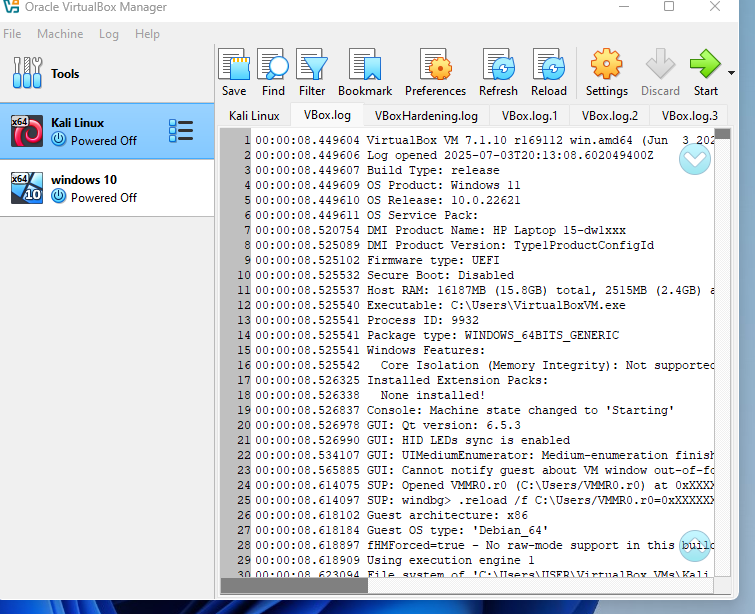 Oracle VirtualBox Manager
File Machine Log Help
Tools
x64
Kali Linux
Powered Off
x64
10
windows 10
Powered Off
Save Find Filter Bookmark Preferences Refresh Reload Settings Discard Start
Kali Linux VBox.log VBoxHardening.log VBox.log.1 VBox.log.2 VBox.log.3
1 00:00:08.449604 VirtualBox VM 7.1.10 r169112 win.amd64 (Jun 3 202
2 00:00:08.449606 Log opened 2025-07-03T20:13:08.602049400Z
3 00:00:08.449607 Build Type: release
4 00:00:08.449609 OS Product: Windows 11
5 00:00:08.449610 OS Release: 10.0.22621
6 00:00:08.449611 OS Service Pack:
7 00:00:08.520754 DMI Product Name: HP Laptop 15-dw1xxx
8 00:00:08.525089 DMI Product Version: Type1ProductConfigId
9 00:00:08.525102 Firmware type: UEFI
10 00:00:08.525532 Secure Boot: Disabled
11 00:00:08.525537 Host RAM: 16187MB (15.8GB) total, 2515MB (2.4GB) a
12 00:00:08.525540 Executable: C:\Users\VirtualBoxVM.exe
13 00:00:08.525541 Process ID: 9932
14 00:00:08.525541 Package type: WINDOWS_64BITS_GENERIC
15 00:00:08.525541 Windows Features:
16 00:00:08.525542 Core Isolation (Memory Integrity): Not supported
17 00:00:08.526325 Installed Extension Packs:
18 00:00:08.526338 None installed!
19 00:00:08.526837 Console: Machine state changed to 'Starting'
20 00:00:08.526978 GUI: Qt version: 6.5.3
21 00:00:08.526990 GUI: HID LEDs sync is enabled
22 00:00:08.534107 GUI: UIMediumEnumerator: Medium-enumeration finish
23 00:00:08.565885 GUI: Cannot notify guest about VM window out-of-fo
24 00:00:08.614075 SUP: Opened VMMR0.r0 (C:\Users/VMMR0.r0) at 0xXXXX
25 00:00:08.614097 SUP: windbg> .reload /f C:\Users/VMMR0.r0=0xXXXXXX
26 00:00:08.618102 Guest architecture: x86
27 00:00:08.618184 Guest OS type: 'Debian_64'
28 00:00:08.618897 fHMForced=true - No raw-mode support in this build
29 00:00:08.618909 Using execution engine 1
30 00:00:08.623094 File system of 'C:\Users\USER\VirtualBox VMs\Kali